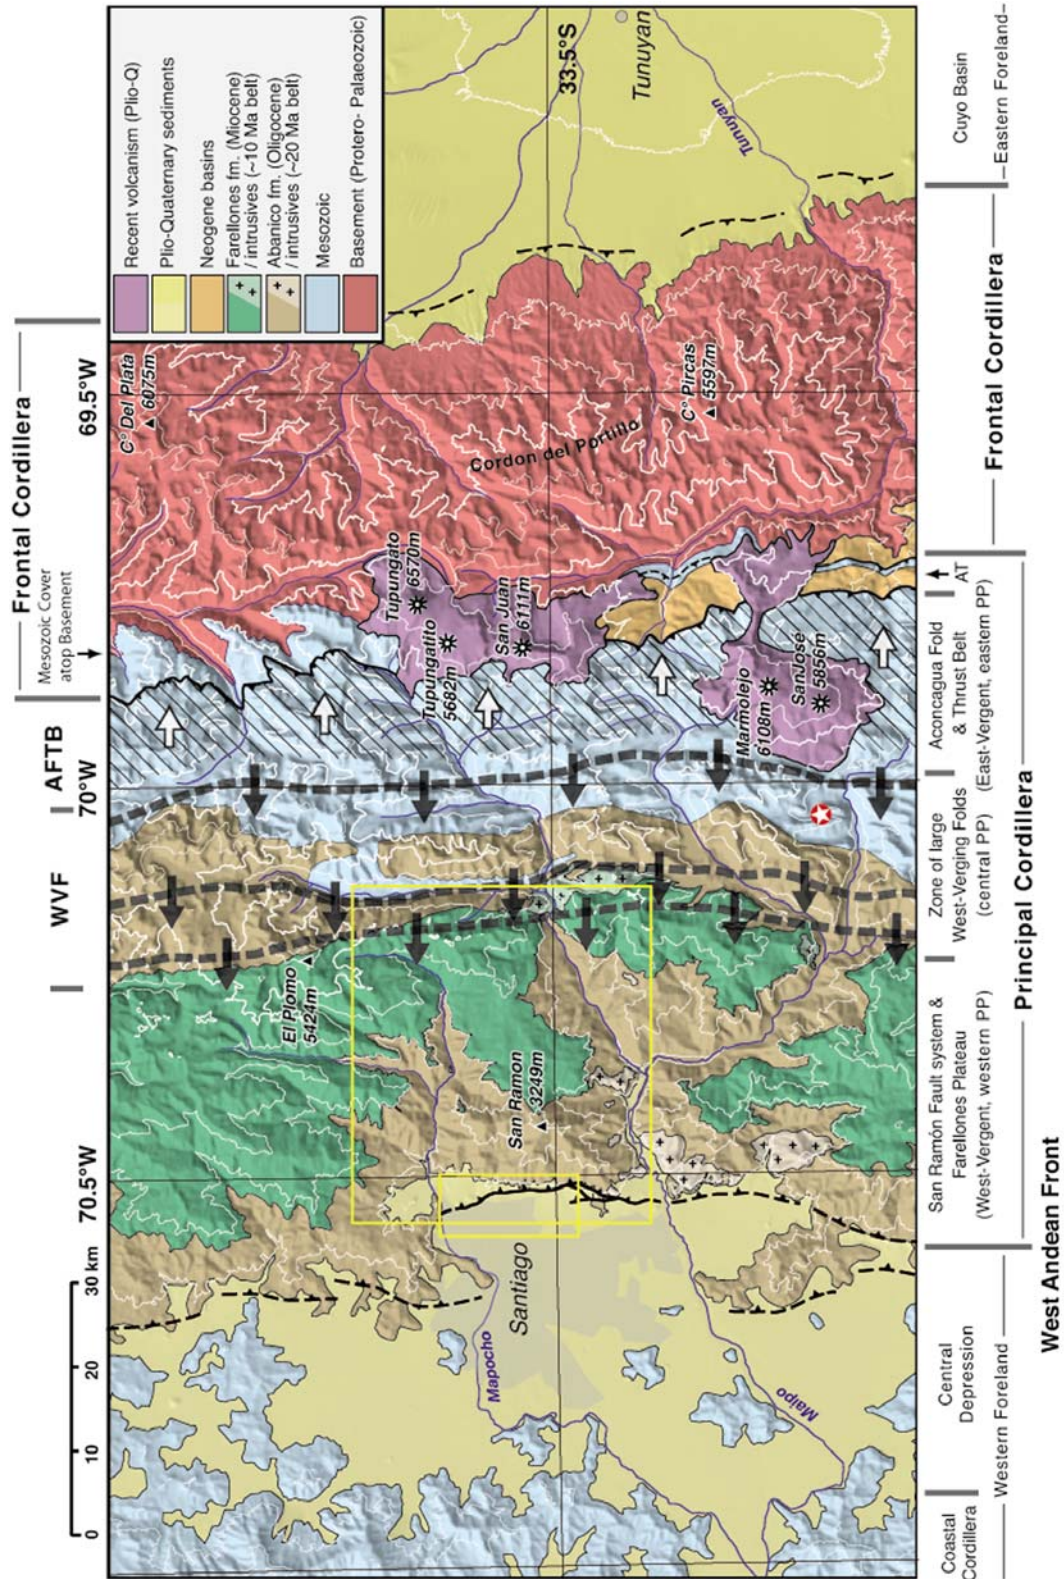 Frontal Cordillera
Mesozoic Cover
atop Basement
AFTB
WVF
69.5°W
70°W
70.5°W
30 km
20
10
0
Recent volcanism (Plio-Q)
Plio-Quaternary sediments
Neogene basins
Farellones fm. (Miocene)
/ intrusives (~10 Ma belt)
Abanico fm. (Oligocene)
/ intrusives (~20 Ma belt)
Mesozoic
Basement (Protero- Palaeozoic)
33.5°S
Tunuyan
Tunuyan
C° Del Plata
6075m
Cordon del Portillo
C° Pircas
5597m
Tupungato
6570m
Tupungatito
5682m
San Juan
6111m
Marmolejo
6108m
SanJosé
5856m
El Plomo
5424m
San Ramon
3249m
Santiago
Mapocho
Maipo
Coastal
Cordillera
Central
Depression
Western Foreland
San Ramón Fault system &
Farellones Plateau
(West-Vergent, western PP)
Zone of large
West-Verging Folds
(central PP)
Aconcagua Fold
& Thrust Belt
(East-Vergent, eastern PP)
AT
Principal Cordillera
Frontal Cordillera
Cuyo Basin
Eastern Foreland
West Andean Front